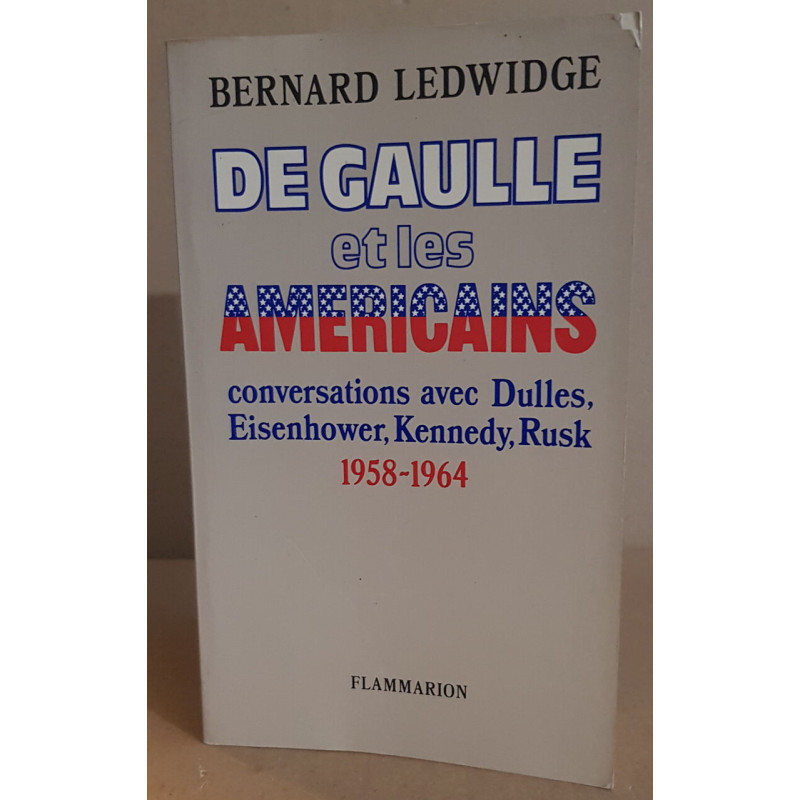 BERNARD LEDWIDGE
DE GAULLE
et les
AMERICAINS
conversations avec Dulles,
Eisenhower, Kennedy, Rusk
1958-1964
FLAMMARION